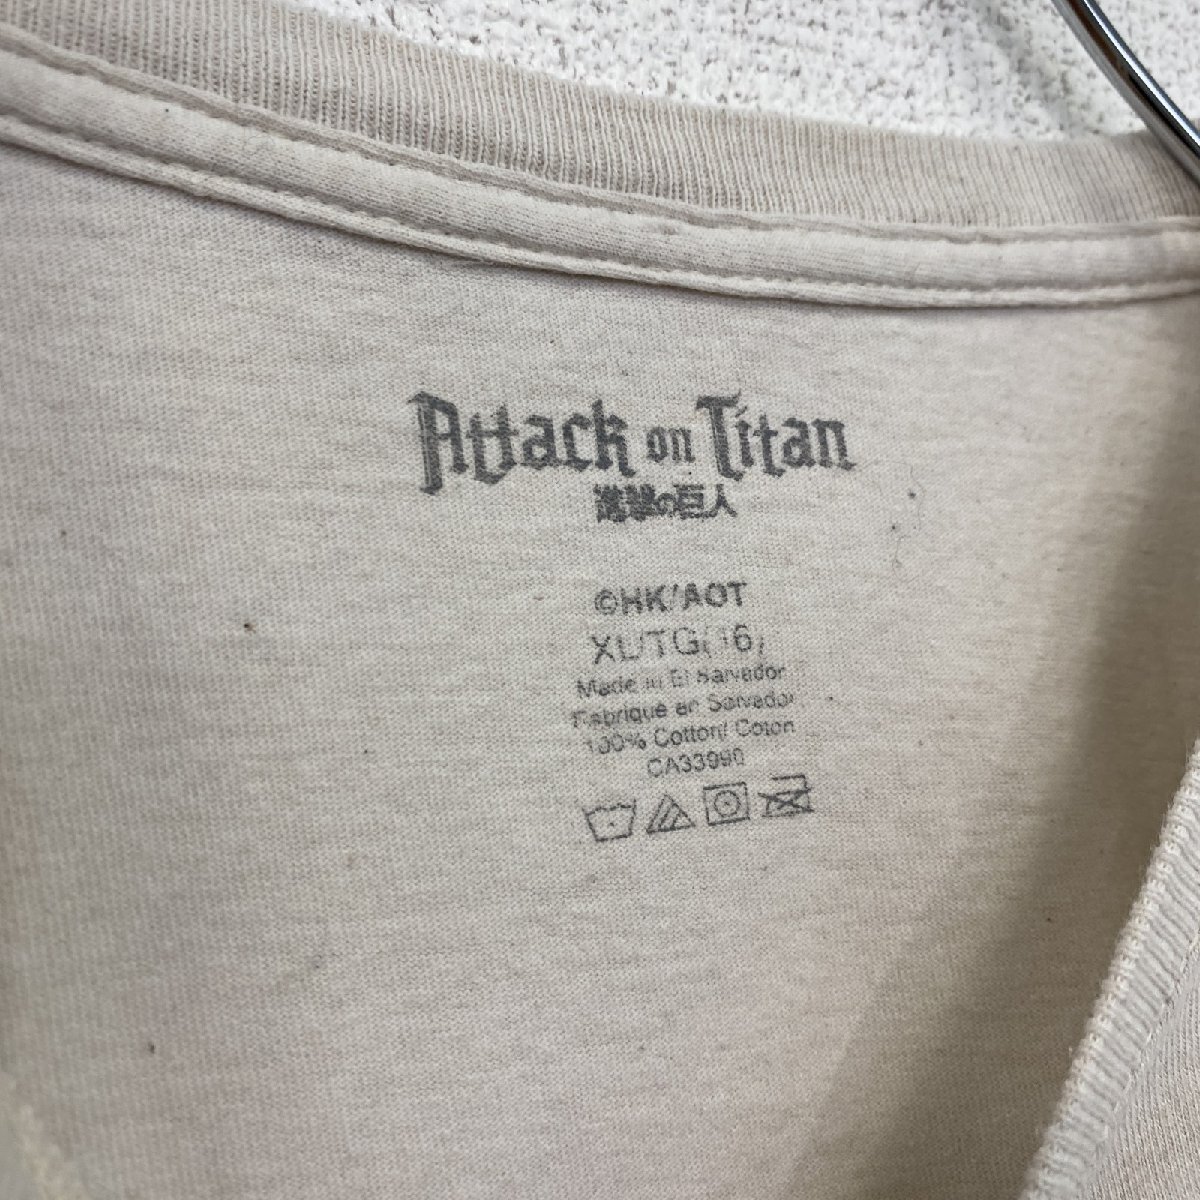 Attack on Titan
進撃の巨人
©HK/AOT
XL/TG(16)
Made in El Salvador
Fabrique en Salvador
100% Cotton/ Coton
CA33990